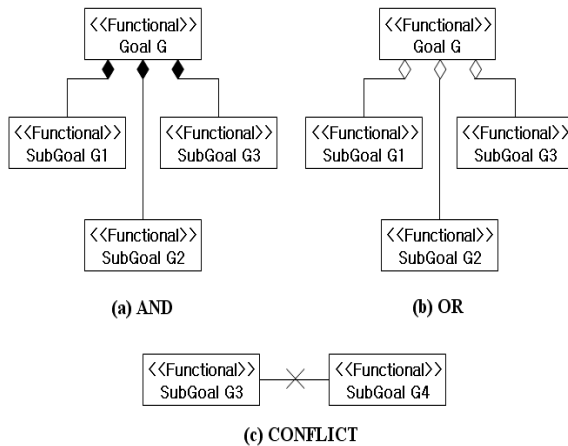 <<Functional>>
Goal G
<<Functional>>
SubGoal G1
<<Functional>>
SubGoal G3
<<Functional>>
SubGoal G2
(a) AND
<<Functional>>
Goal G
<<Functional>>
SubGoal G1
<<Functional>>
SubGoal G3
<<Functional>>
SubGoal G2
(b) OR
<<Functional>>
SubGoal G3
<<Functional>>
SubGoal G4
(c) CONFLICT